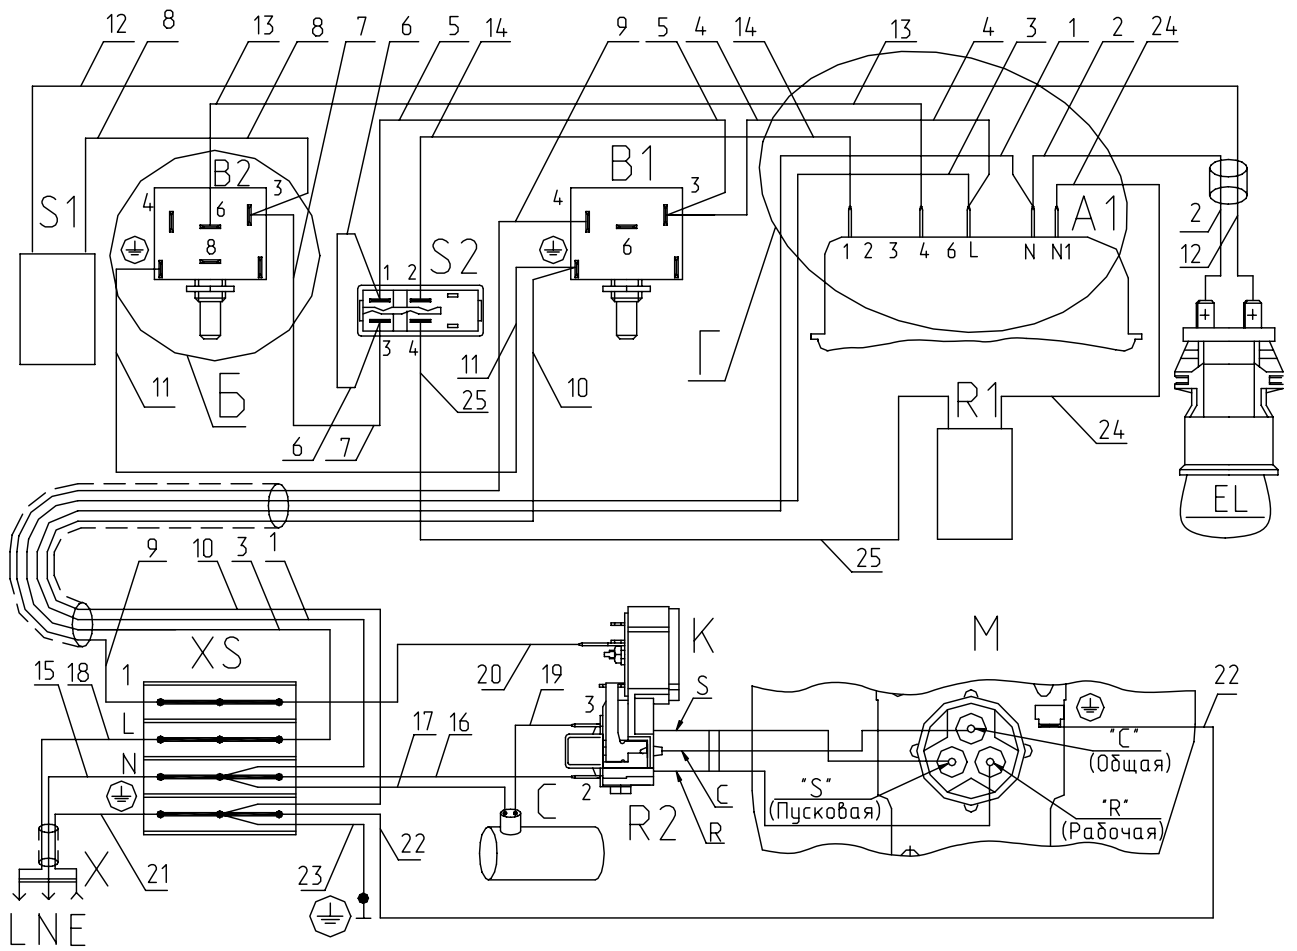 12 8 13 8 7 6 5 14 9 5 4 14 13 4 3 1 2 24
S1
B2
4 6 3
8
B1
4 3
6
S2
1 2
3 4
A1
1 2 3 4 6 L N N1
2
12
11
Б
6 7
25
11
10
Г
R1
24
25
EL
9 10 3 1
XS
15 18 1
L
N
17 16
20 19
K
3
2
C
R2
S
C
R
M
22
"C"
(Общая)
"S"
(Пусковая)
"R"
(Рабочая)
X
21
23
22
L N E